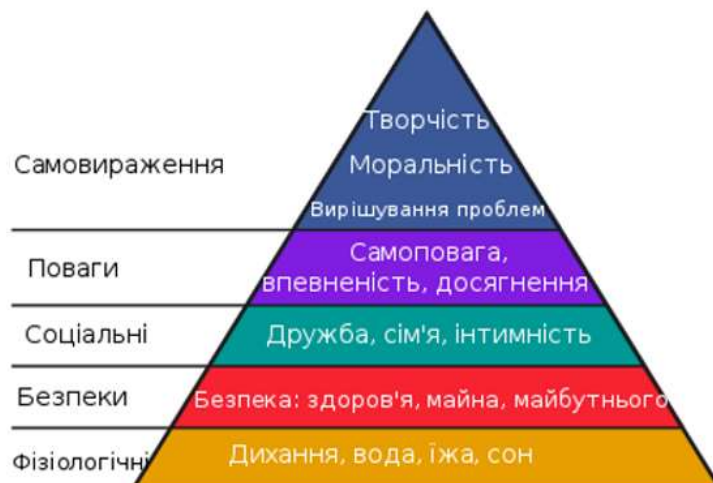 Творчість
Самовираження
Моральність
Вирішування проблем
Поваги
Самоповага,
впевненість, досягнення
Соціальні
Дружба, сім'я, інтимність
Безпеки
Безпека: здоров'я, майна, майбутнього
Фізіологічні
Дихання, вода, їжа, сон